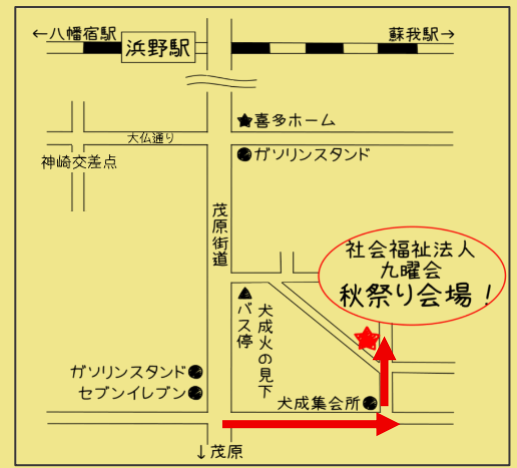 ←八幡宿駅
浜野駅
蘇我駅→
★喜多ホーム
大仏通り
神崎交差点
●ガソリンスタンド
茂原街道
社会福祉法人
九曜会
秋祭り会場！
▲バス停
犬成火の見下
ガソリンスタンド●
セブンイレブン●
犬成集会所●
↓茂原